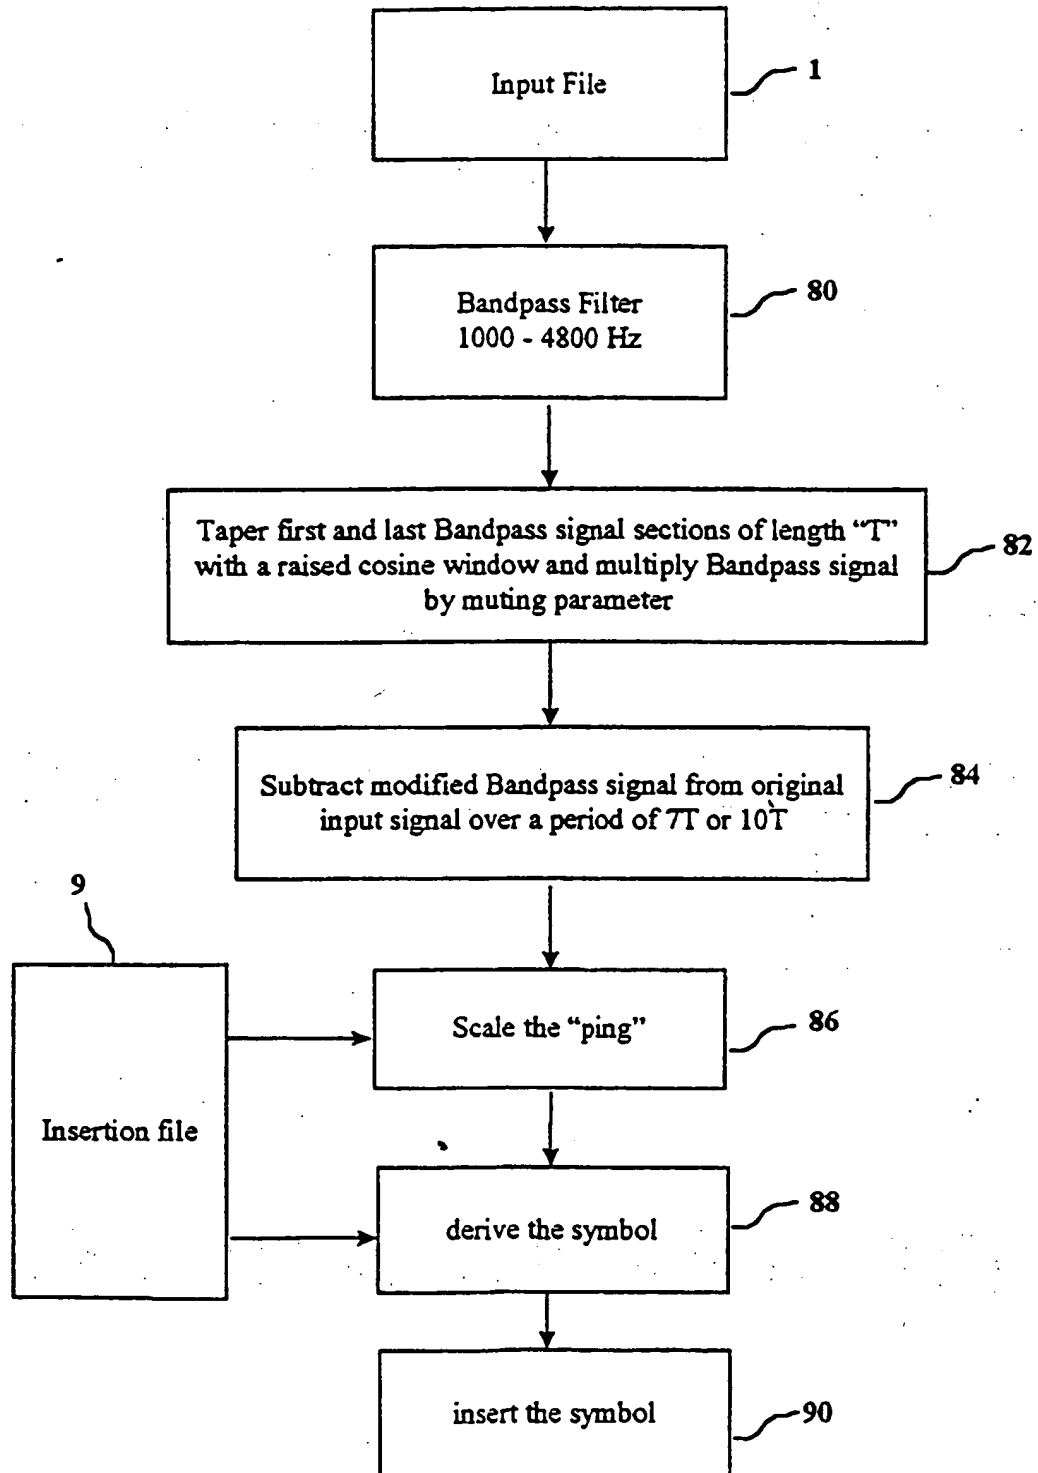 Input File
1
Bandpass Filter
1000 - 4800 Hz
80
Taper first and last Bandpass signal sections of length “T”
with a raised cosine window and multiply Bandpass signal
by muting parameter
82
Subtract modified Bandpass signal from original
input signal over a period of 7T or 10T
84
9
Insertion file
Scale the “ping”
86
derive the symbol
88
insert the symbol
90